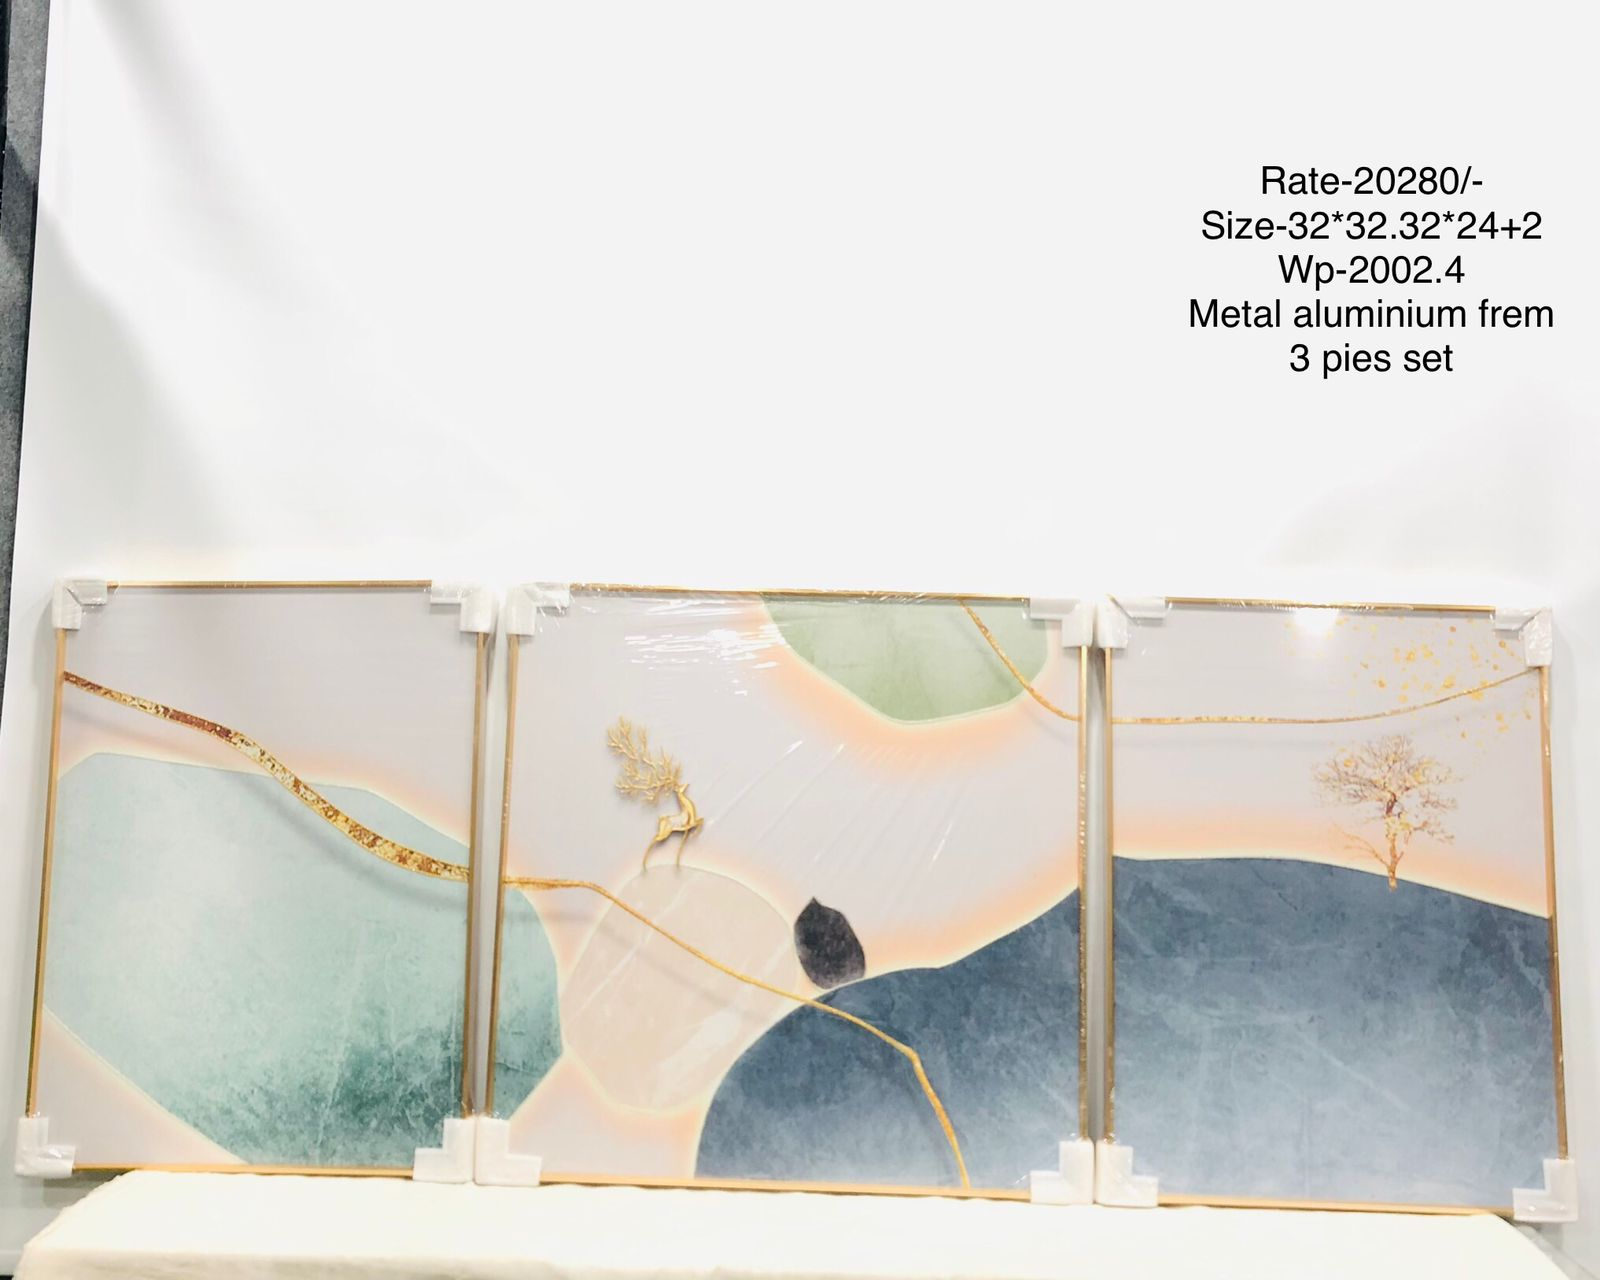 Rate-20280/-
Size-32*32.32*24+2
Wp-2002.4
Metal aluminium frem
3 pies set